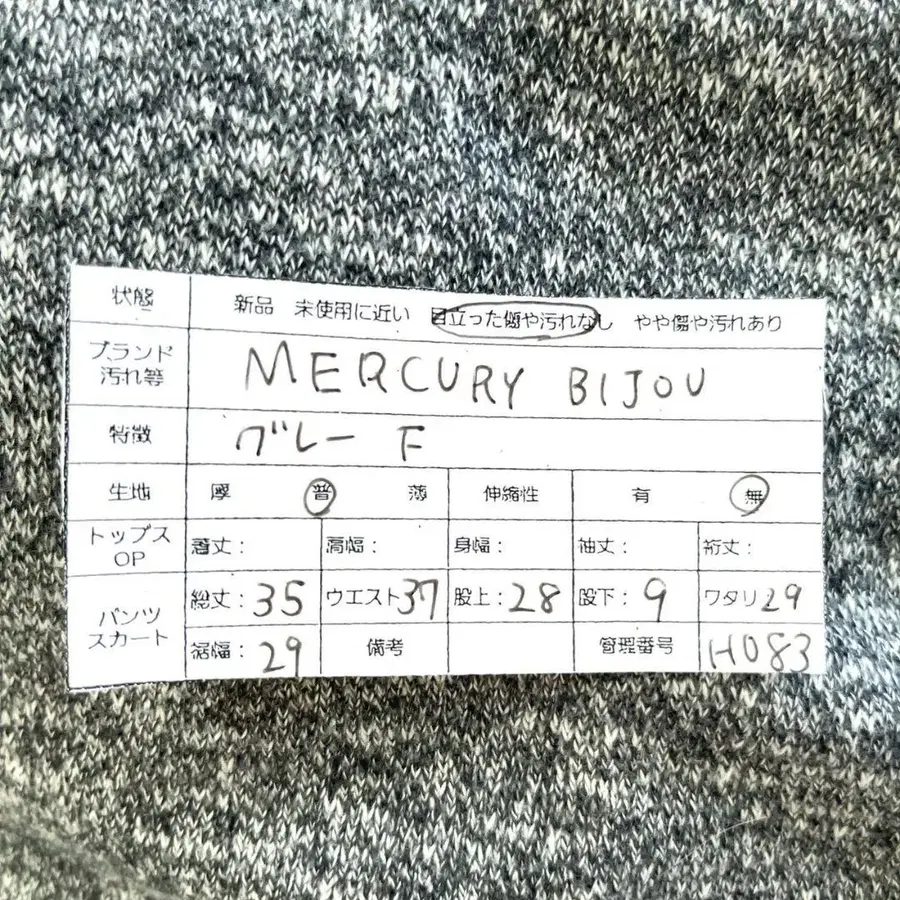 状態 新品 未使用に近い 目立った傷や汚れなし やや傷や汚れあり
ブランド
汚れ等 MERCURY BIJOU
特徴 グレー F
生地 厚 普 薄 伸縮性 有 無
トップス
OP 着丈: 肩幅: 身幅: 袖丈: 裄丈:
パンツ
スカート 総丈:35 ウエスト37 股上:28 股下:9 ワタリ29
裾幅:29 備考 管理番号 H083